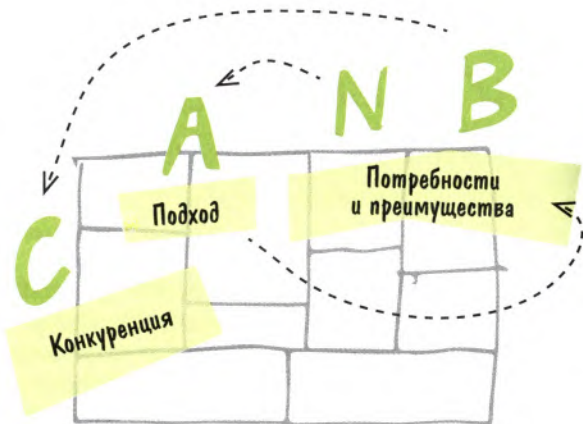 N
B
A
Потребности
и преимущества
Подход
C
Конкуренция